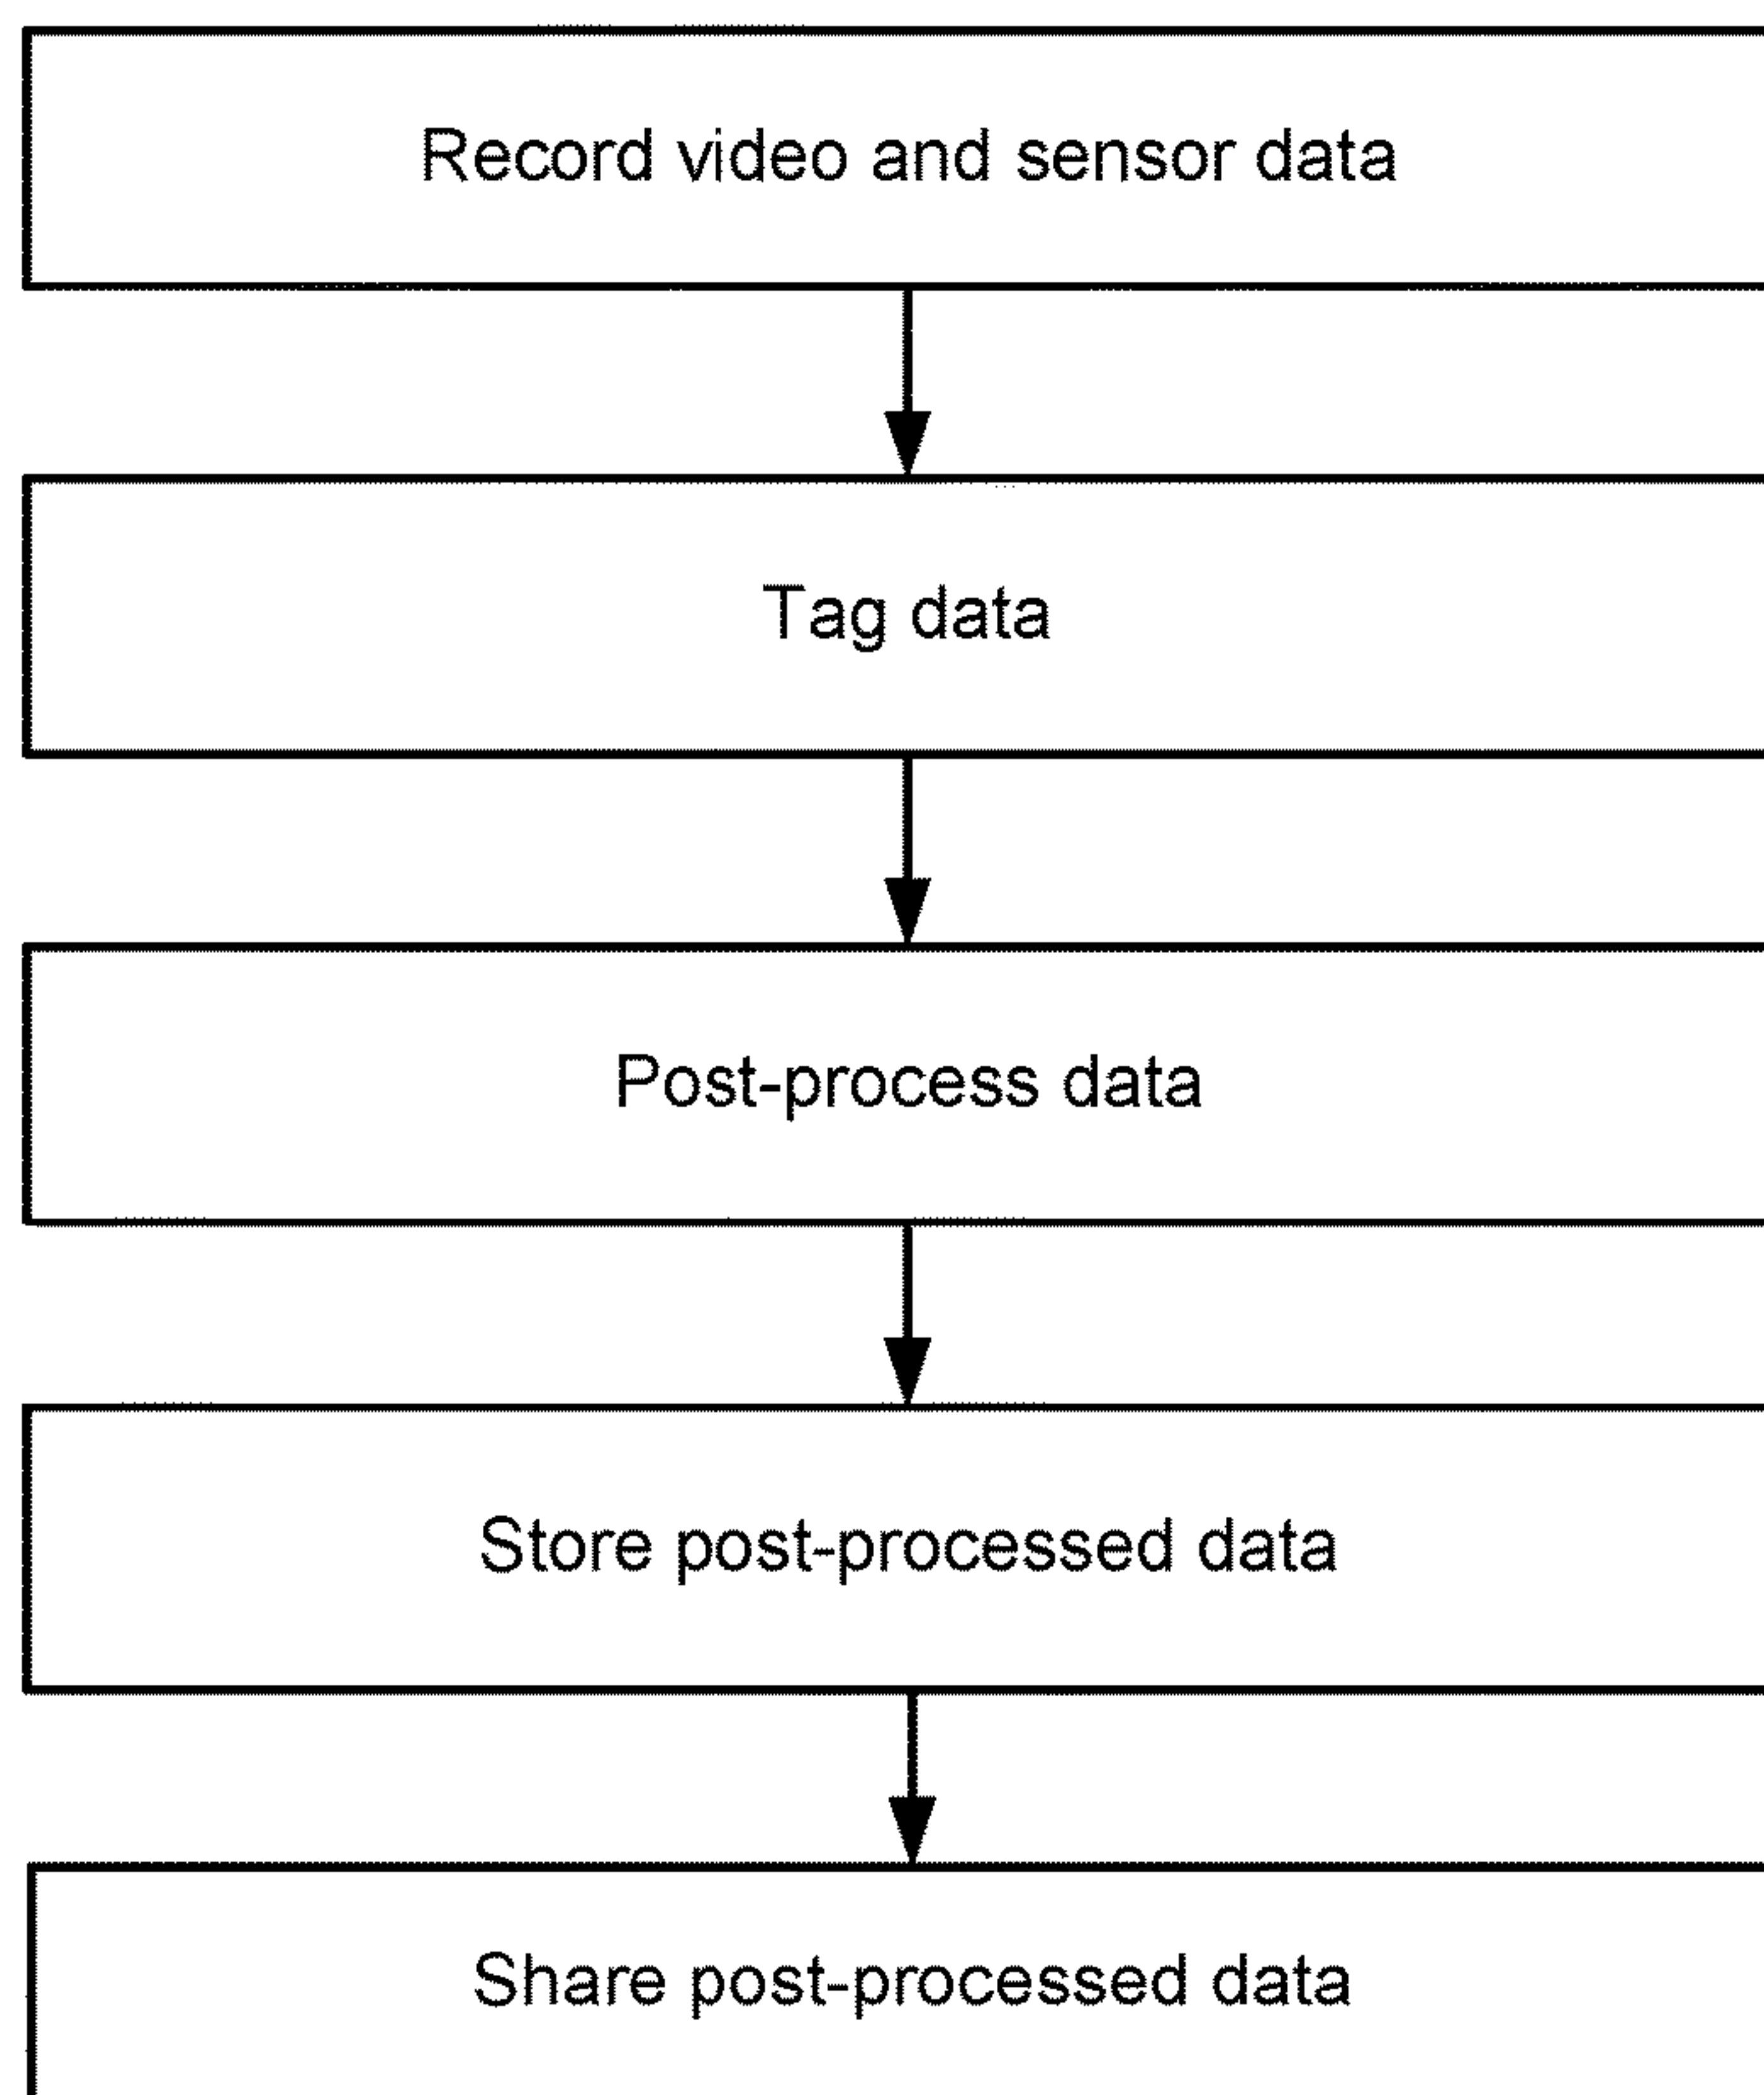 Record video and sensor data
Tag data
Post-process data
Store post-processed data
Share post-processed data